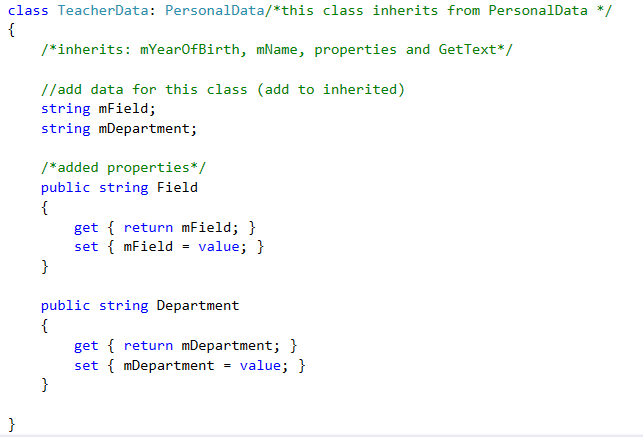 class TeacherData: PersonalData/*this class inherits from PersonalData */
{
/*inherits: mYearOfBirth, mName, properties and GetText*/
//add data for this class (add to inherited)
string mField;
string mDepartment;
/*added properties*/
public string Field
{
get { return mField; }
set { mField = value; }
}
public string Department
{
get { return mDepartment; }
set { mDepartment = value; }
}
}